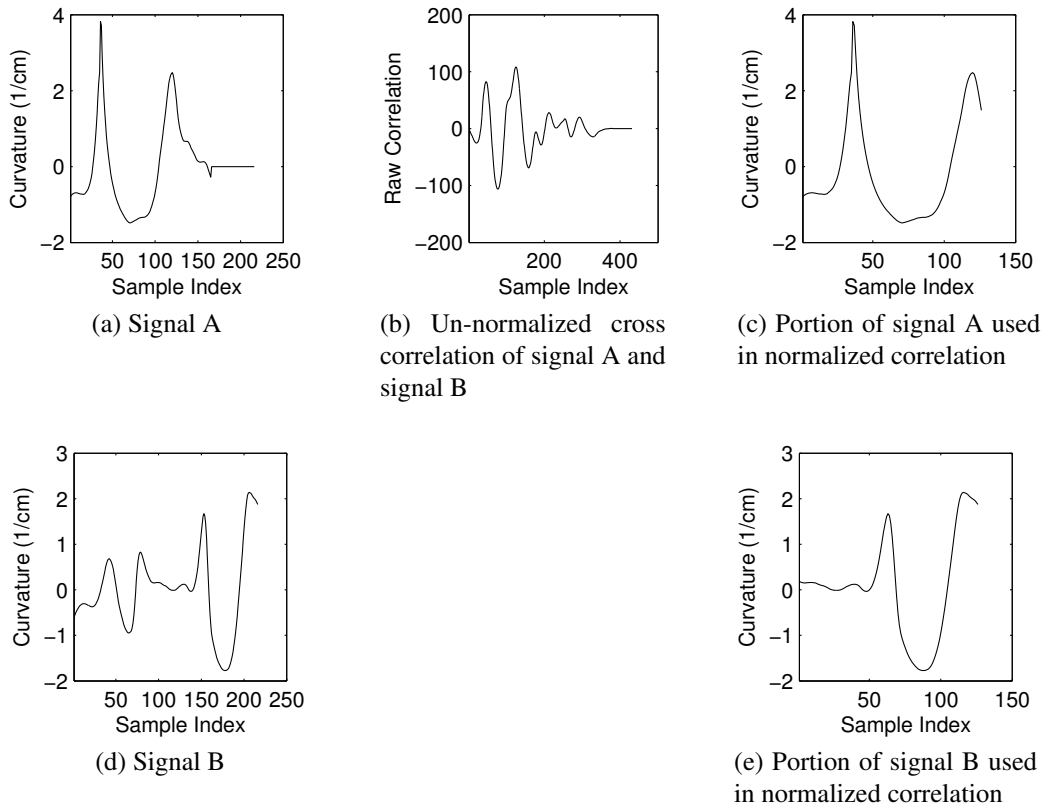 4
2
0
−2
Curvature (1/cm)
50 100 150 200 250
Sample Index
(a) Signal A
200
100
0
−100
−200
Raw Correlation
200 400
Sample Index
(b) Un-normalized cross
correlation of signal A and
signal B
4
2
0
−2
Curvature (1/cm)
50 100 150
Sample Index
(c) Portion of signal A used
in normalized correlation
3
2
1
0
−1
−2
Curvature (1/cm)
50 100 150 200 250
Sample Index
(d) Signal B
3
2
1
0
−1
−2
Curvature (1/cm)
50 100 150
Sample Index
(e) Portion of signal B used
in normalized correlation